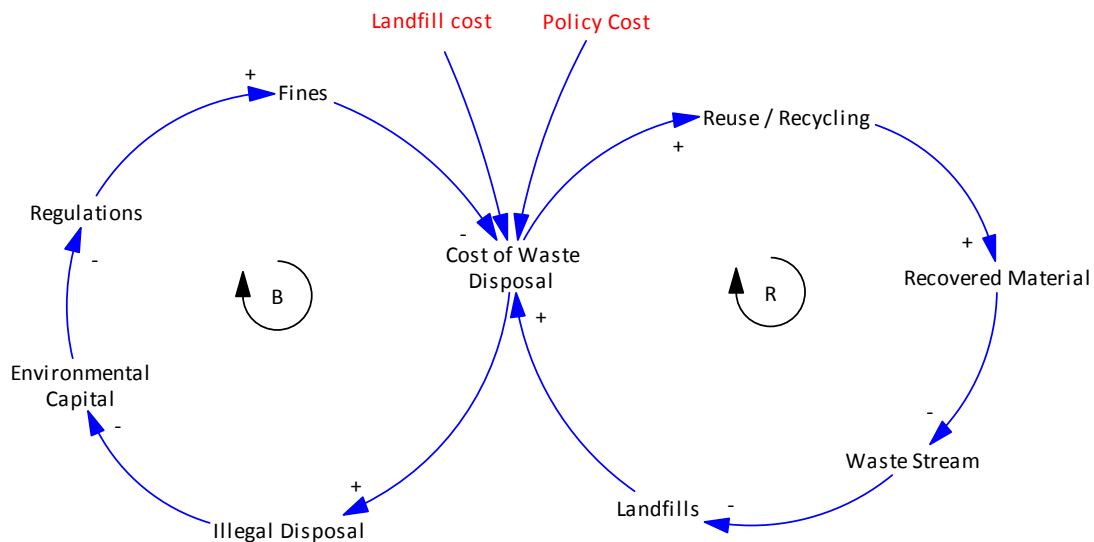 Landfill cost
Policy Cost
+
Fines
Reuse / Recycling
+
Regulations
-
+
Cost of Waste
Disposal
Recovered Material
-
B
R
+
Environmental
Capital
-
-
Waste Stream
+
Landfills
-
Illegal Disposal